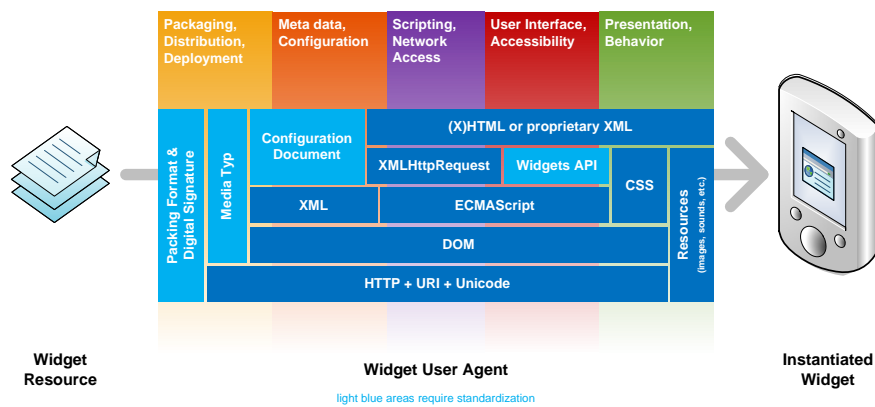 Packaging,
Distribution,
Deployment
Meta data,
Configuration
Scripting,
Network
Access
User Interface,
Accessibility
Presentation,
Behavior
Packing Format &
Digital Signature
Media Typ
Configuration
Document
(X)HTML or proprietary XML
XMLHttpRequest
Widgets API
CSS
Resources
(images, sounds, etc.)
XML
ECMAScript
DOM
HTTP + URI + Unicode
Widget
Resource
Widget User Agent
Instantiated
Widget
light blue areas require standardization